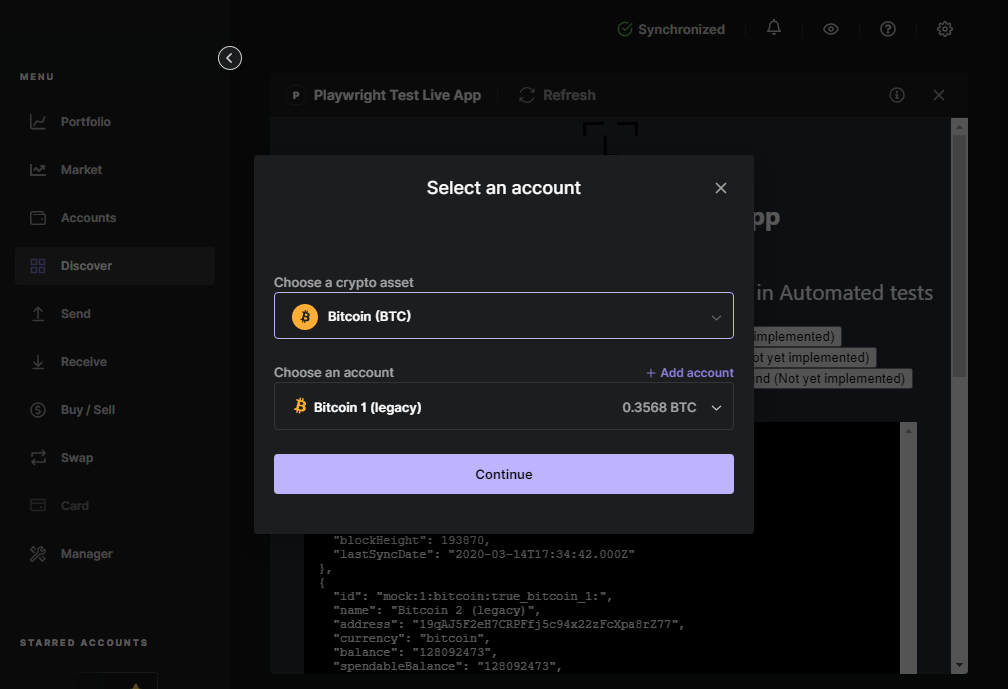 Synchronized
MENU
P Playwright Test Live App Refresh
Portfolio
Market
Accounts
Discover
Send
Receive
Buy / Sell
Swap
Card
Manager
STARRED ACCOUNTS
Select an account
Choose a crypto asset
Bitcoin (BTC)
Choose an account + Add account
Bitcoin 1 (legacy) 0.3568 BTC
Continue
pp
in Automated tests
implemented)
ot yet implemented)
nd (Not yet implemented)
"blockHeight": 193870,
"lastSyncDate": "2020-03-14T17:34:42.000Z"
},
{
"id": "mock:1:bitcoin:true_bitcoin_1:",
"name": "Bitcoin 2 (legacy)",
"address": "19qAJ5F2eH7CRPFfj5c94x22zFcXpa8rZ77",
"currency": "bitcoin",
"balance": "128092473",
"spendableBalance": "128092473",